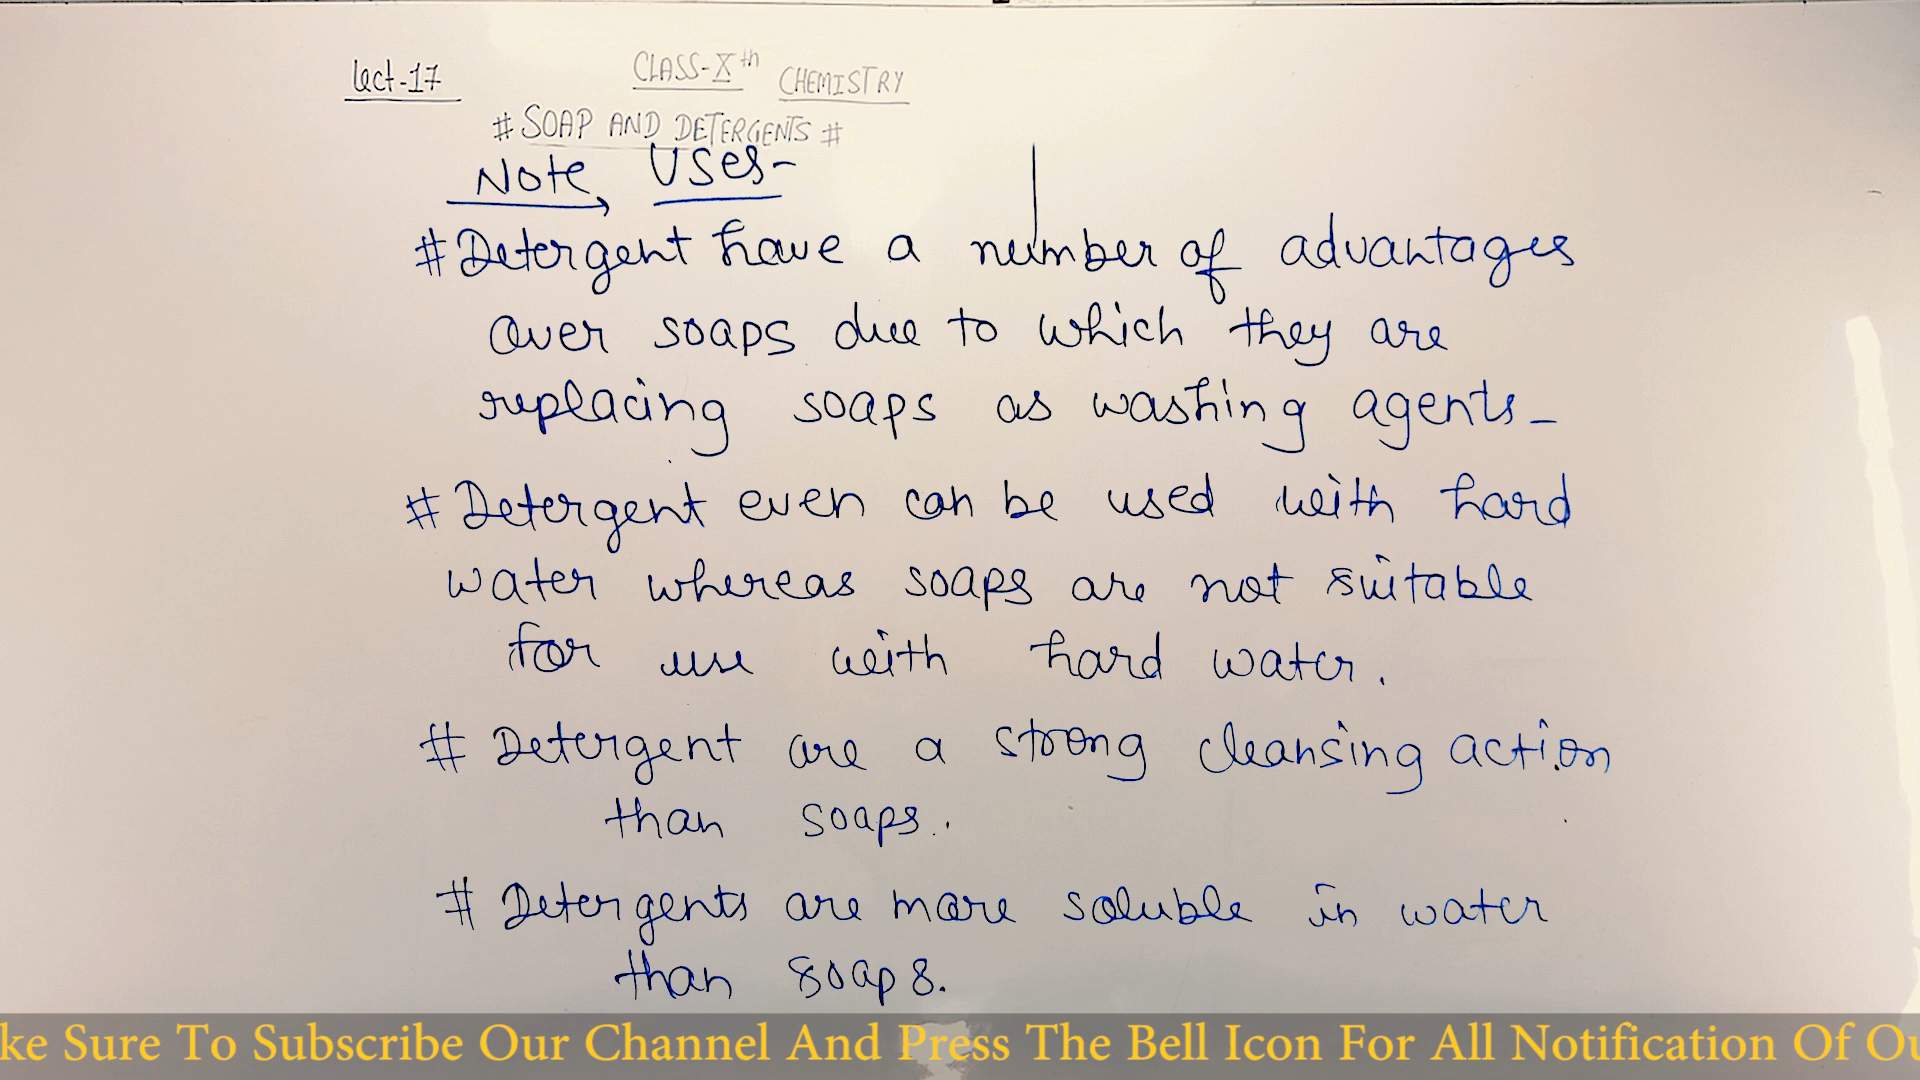 Lect-17
CLASS-Xth CHEMISTRY
# SOAP AND DETERGENTS #
Note, Uses-
# Detergent have a number of advantages
over soaps due to which they are
replacing soaps as washing agents-
# Detergent even can be used with hard
water whereas soaps are not suitable
for use with hard water.
# Detergent are a strong cleansing action
than soaps.
# Detergents are more soluble in water
than soaps.
ke Sure To Subscribe Our Channel And Press The Bell Icon For All Notification Of Ou